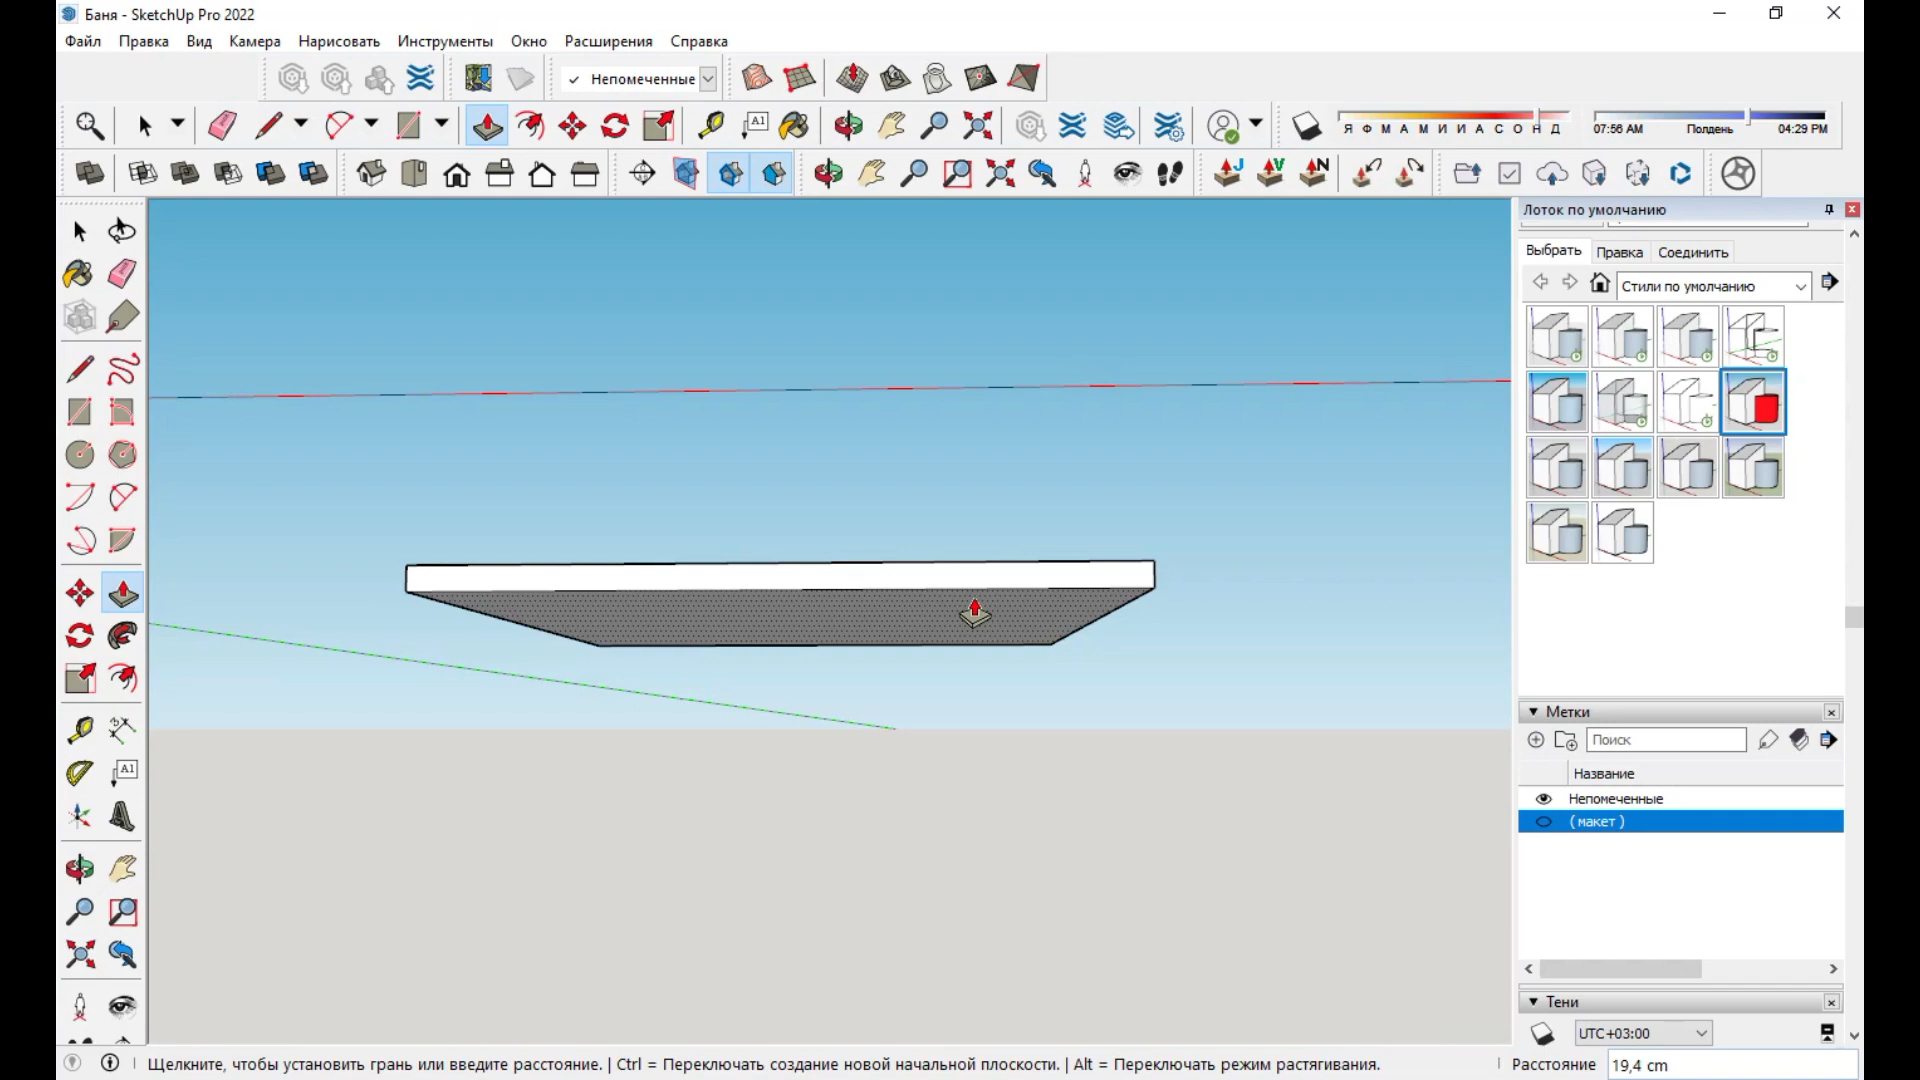 Баня - SketchUp Pro 2022
Файл Правка Вид Камера Нарисовать Инструменты Окно Расширения Справка
Непомеченные
A1
Я Ф М А М И И А С О Н Д
07:56 AM Полдень 04:29 PM
J V N
Лоток по умолчанию
Выбрать Правка Соединить
Стили по умолчанию
Метки
Поиск
Название
Непомеченные
( макет )
A1
Тени
UTC+03:00
Щелкните, чтобы установить грань или введите расстояние. | Ctrl = Переключать создание новой начальной плоскости. | Alt = Переключать режим растягивания.
Расстояние 19,4 cm